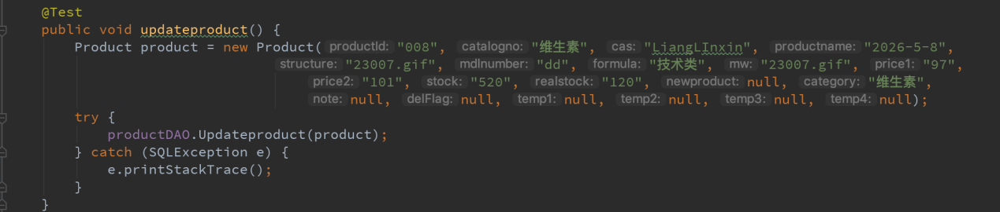 @Test
public void updateproduct() {
Product product = new Product( productId: "008", catalogno: "维生素", cas: "LiangLInxin", productname: "2026-5-8",
structure: "23007.gif", mdlnumber: "dd", formula: "技术类", mw: "23007.gif", price1: "97",
price2: "101", stock: "520", realstock: "120", newproduct: null, category: "维生素",
note: null, delFlag: null, temp1: null, temp2: null, temp3: null, temp4: null);
try {
productDAO.Updateproduct(product);
} catch (SQLException e) {
e.printStackTrace();
}
}